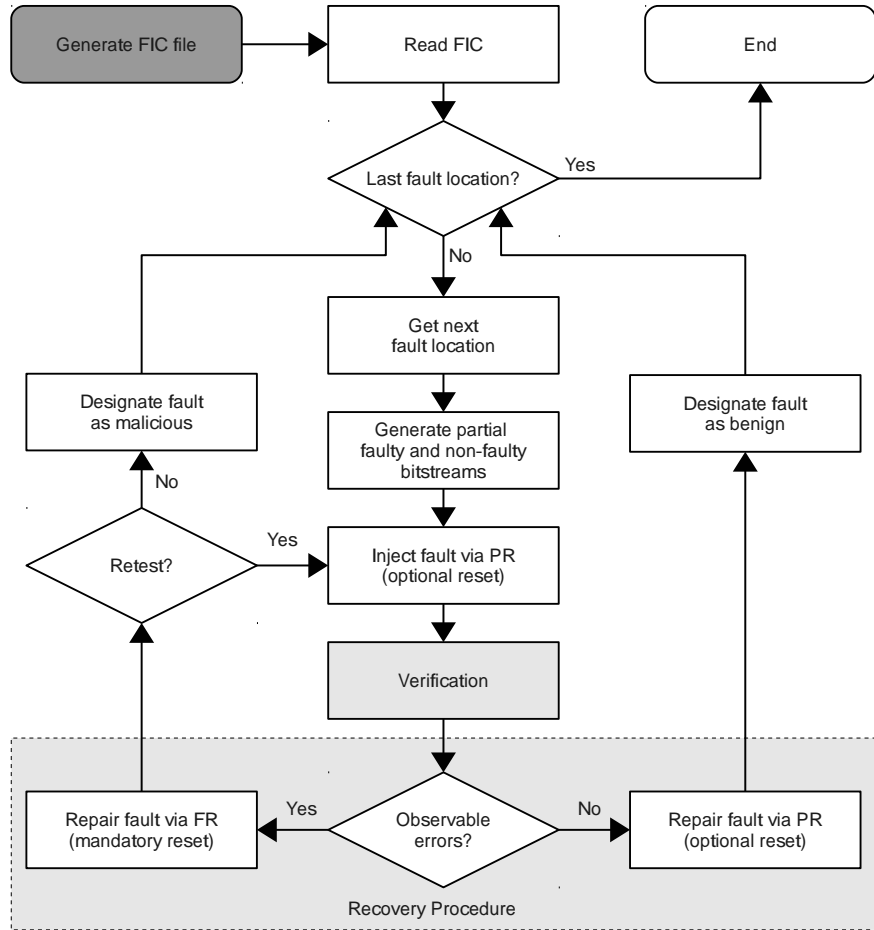 Generate FIC file
Read FIC
End
Last fault location?
Yes
No
Get next
fault location
Designate fault
as malicious
Generate partial
faulty and non-faulty
bitstreams
Designate fault
as benign
No
Retest?
Yes
Inject fault via PR
(optional reset)
Verification
Repair fault via FR
(mandatory reset)
Yes
Observable
errors?
No
Repair fault via PR
(optional reset)
Recovery Procedure